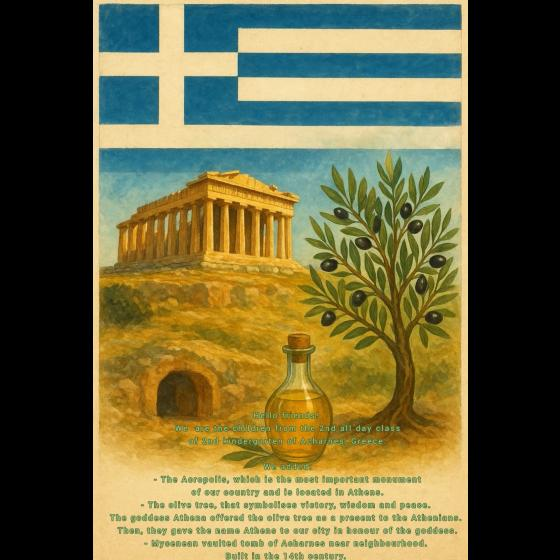 Hello friends!
We are the children from the 2nd all day class
of 2nd kindergarten of Acharnes, Greece
We added:
- The Acropolis, which is the most important monument
of our country and is located in Athens.
- The olive tree, that symbolises victory, wisdom and peace.
The goddess Athena offered the olive tree as a present to the Athenians.
Then, they gave the name Athens to our city in honour of the goddess.
- Mycenean vaulted tomb of Acharnes near neighbourhood.
Built in the 14th century.